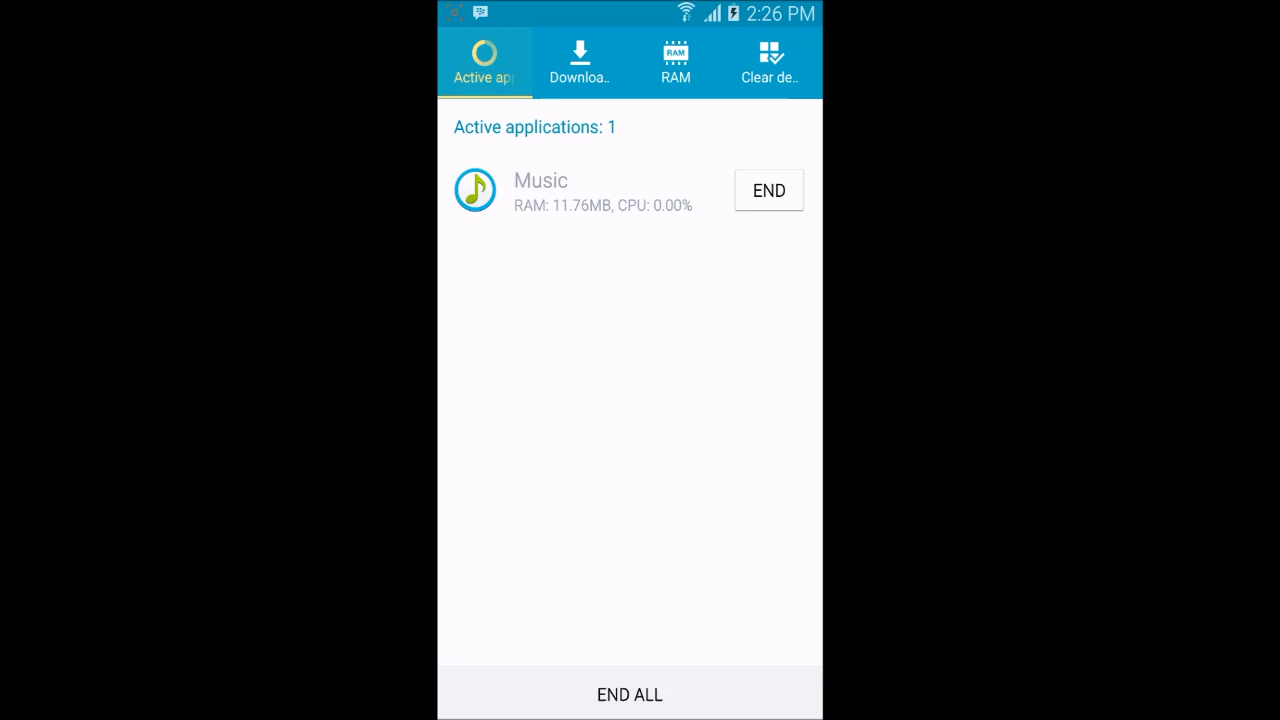 2:26 PM
Active ap
Downloa..
RAM
RAM
Clear de..
Active applications: 1
Music
RAM: 11.76MB, CPU: 0.00%
END
END ALL